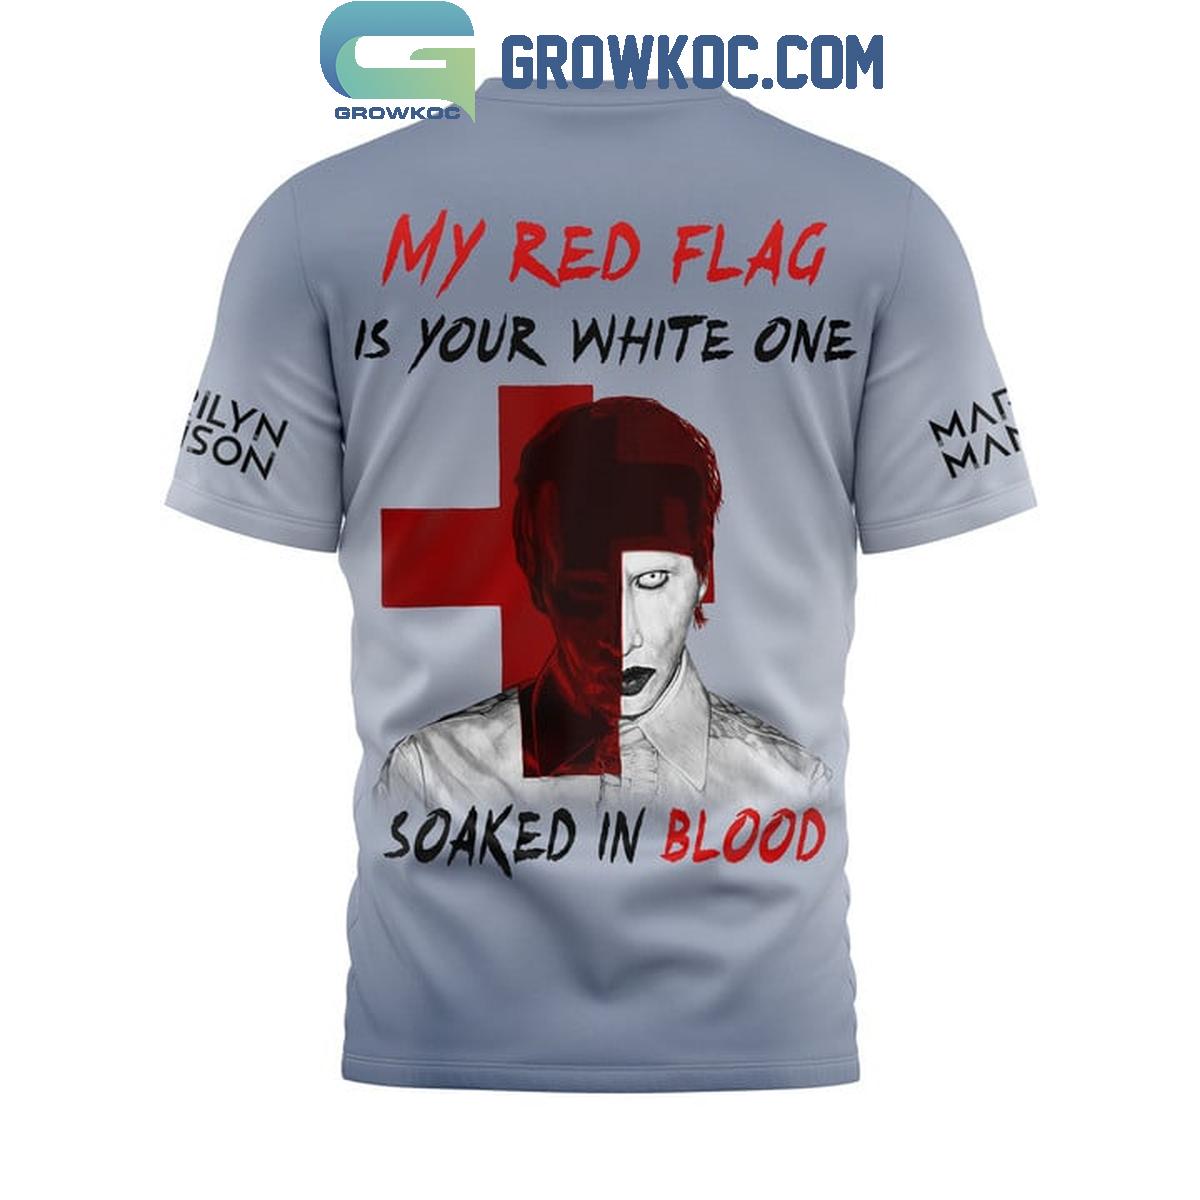 GROWKOC.COM
GROWKOC
MY RED FLAG
IS YOUR WHITE ONE
SOAKED IN BLOOD